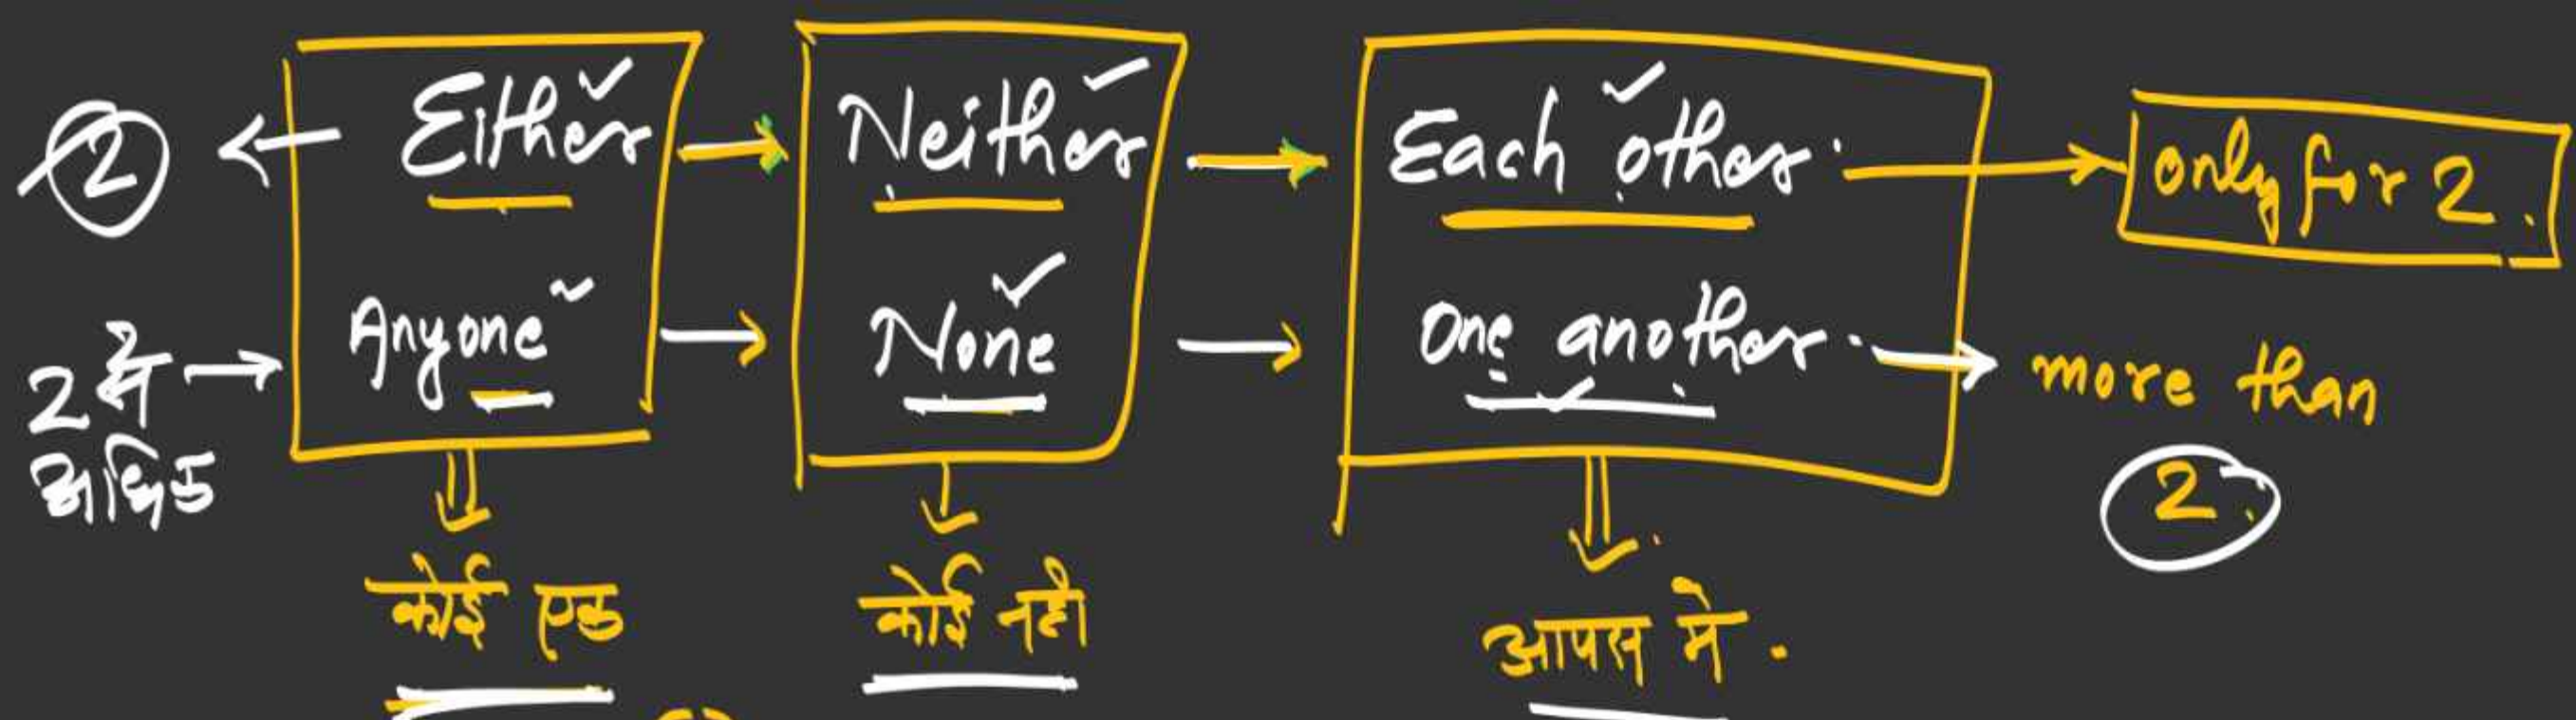 2 ← Either → Neither → Each other → only for 2.
2 से अधिक → Anyone → None → One another → more than 2.
कोई एक कोई नही आपस मे.